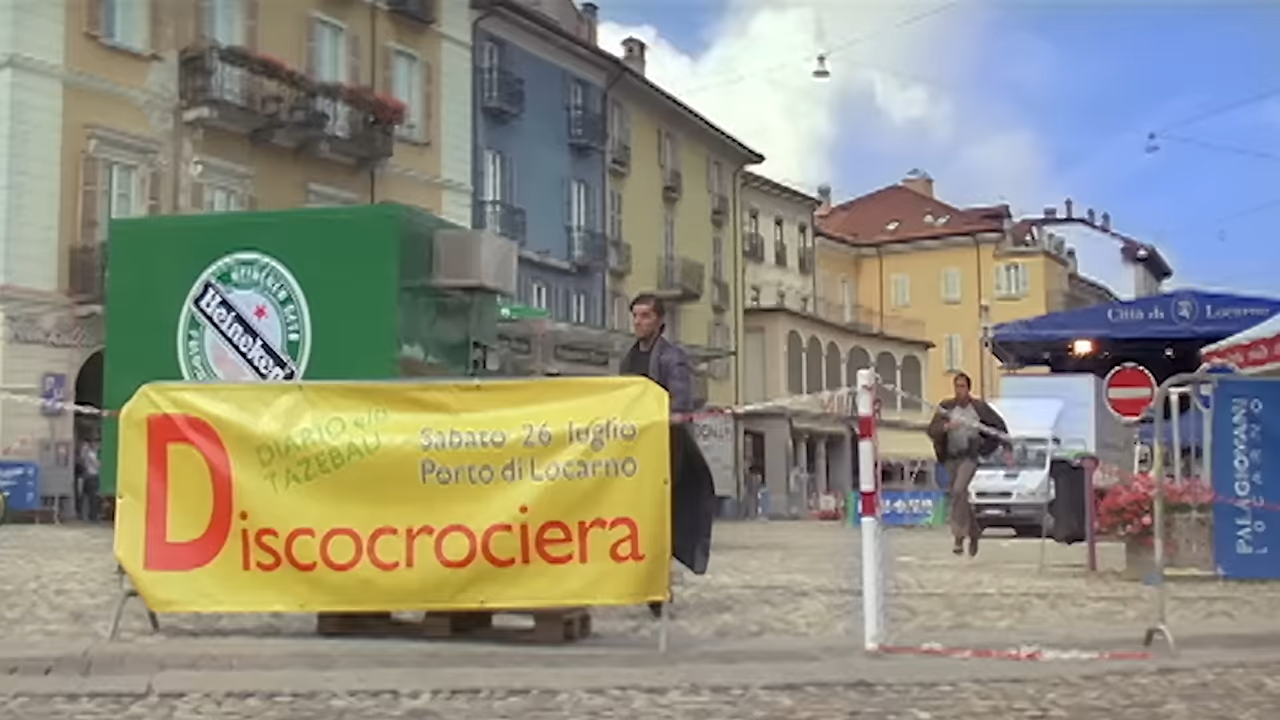 Heineken
DIARIO e/o
TAZEBAU
Sabato 26 luglio
Porto di Locarno
Discocrociera
Città di Locarno
PALAGIOVANI
LOCARNO